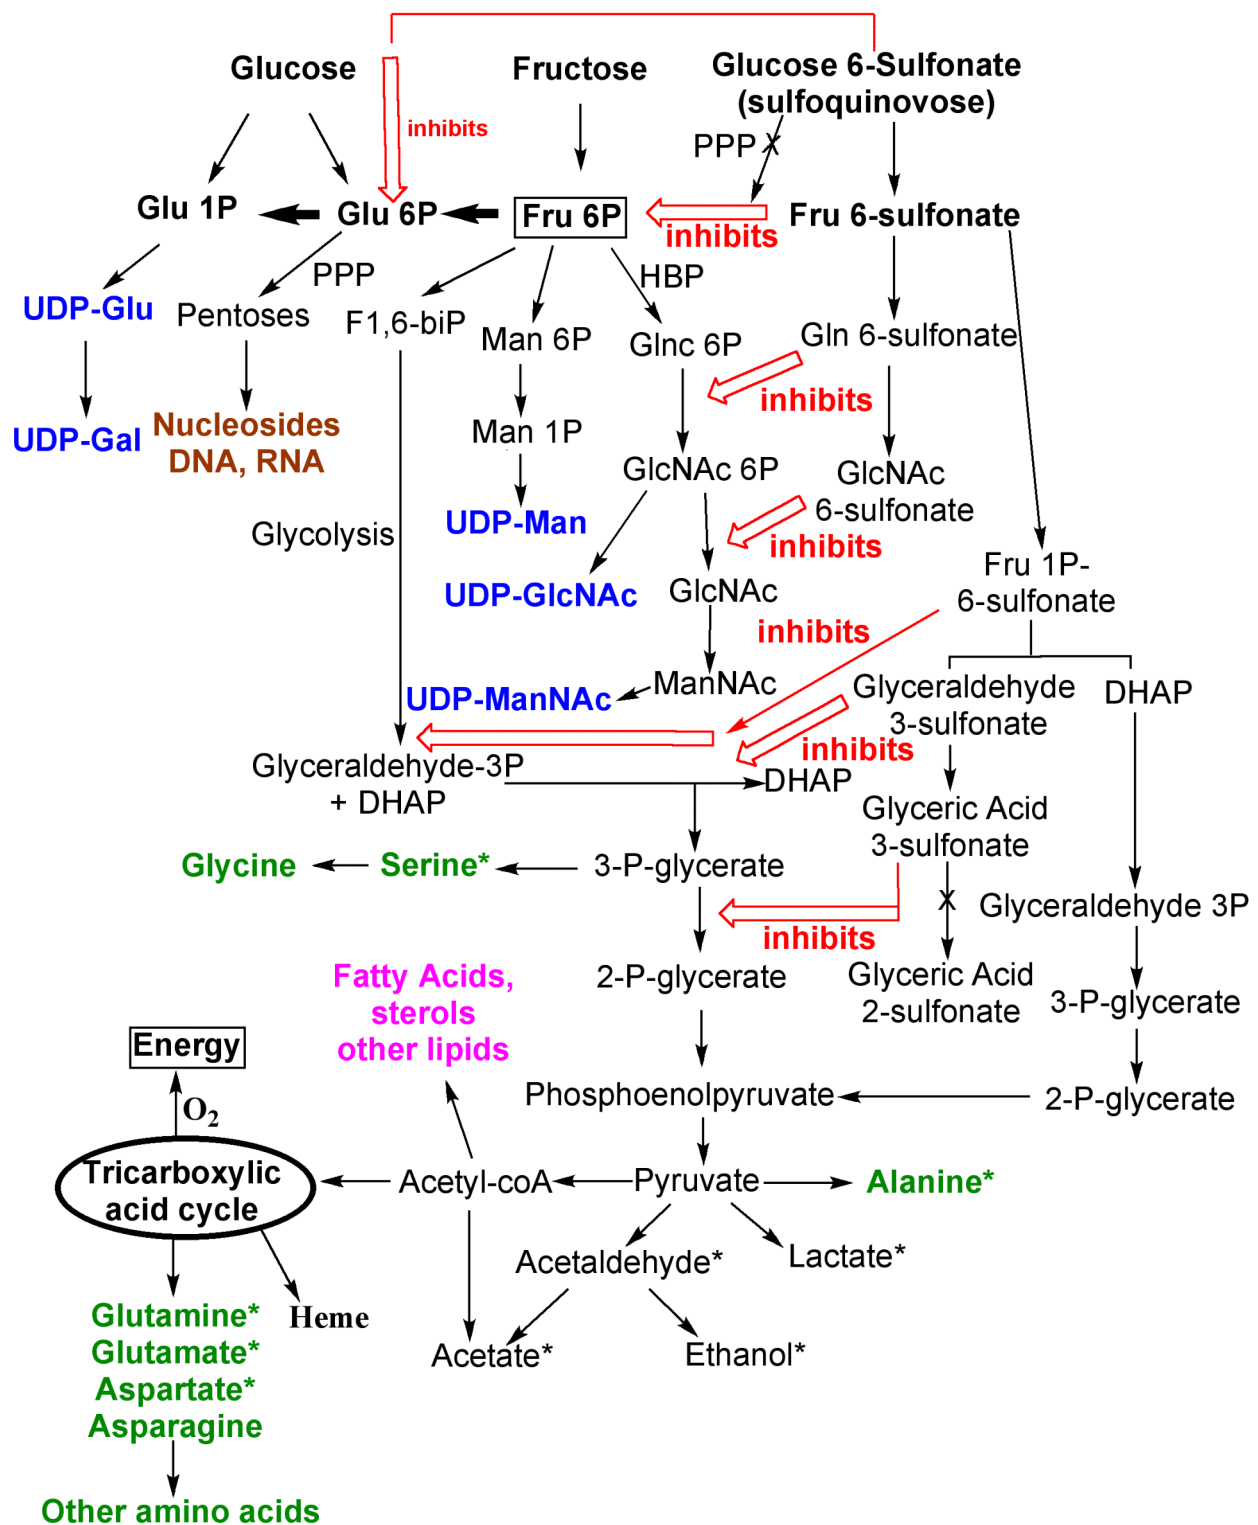 Glucose
Fructose
Glucose 6-Sulfonate
(sulfoquinovose)
inhibits
PPP
X
Glu 1P
Glu 6P
Fru 6P
Fru 6-sulfonate
inhibits
PPP
HBP
UDP-Glu
Pentoses
F1,6-biP
Man 6P
Glnc 6P
Gln 6-sulfonate
inhibits
UDP-Gal
Nucleosides
DNA, RNA
Man 1P
GlcNAc 6P
GlcNAc
6-sulfonate
Glycolysis
UDP-Man
inhibits
UDP-GlcNAc
GlcNAc
Fru 1P-
6-sulfonate
inhibits
UDP-ManNAc
ManNAc
Glyceraldehyde
3-sulfonate
DHAP
inhibits
Glyceraldehyde-3P
+ DHAP
DHAP
Glyceric Acid
3-sulfonate
Glycine
Serine*
3-P-glycerate
X
Glyceraldehyde 3P
inhibits
Fatty Acids,
sterols
other lipids
2-P-glycerate
Glyceric Acid
2-sulfonate
3-P-glycerate
Energy
O2
Phosphoenolpyruvate
2-P-glycerate
Tricarboxylic
acid cycle
Acetyl-coA
Pyruvate
Alanine*
Acetaldehyde*
Lactate*
Glutamine*
Glutamate*
Aspartate*
Asparagine
Heme
Acetate*
Ethanol*
Other amino acids